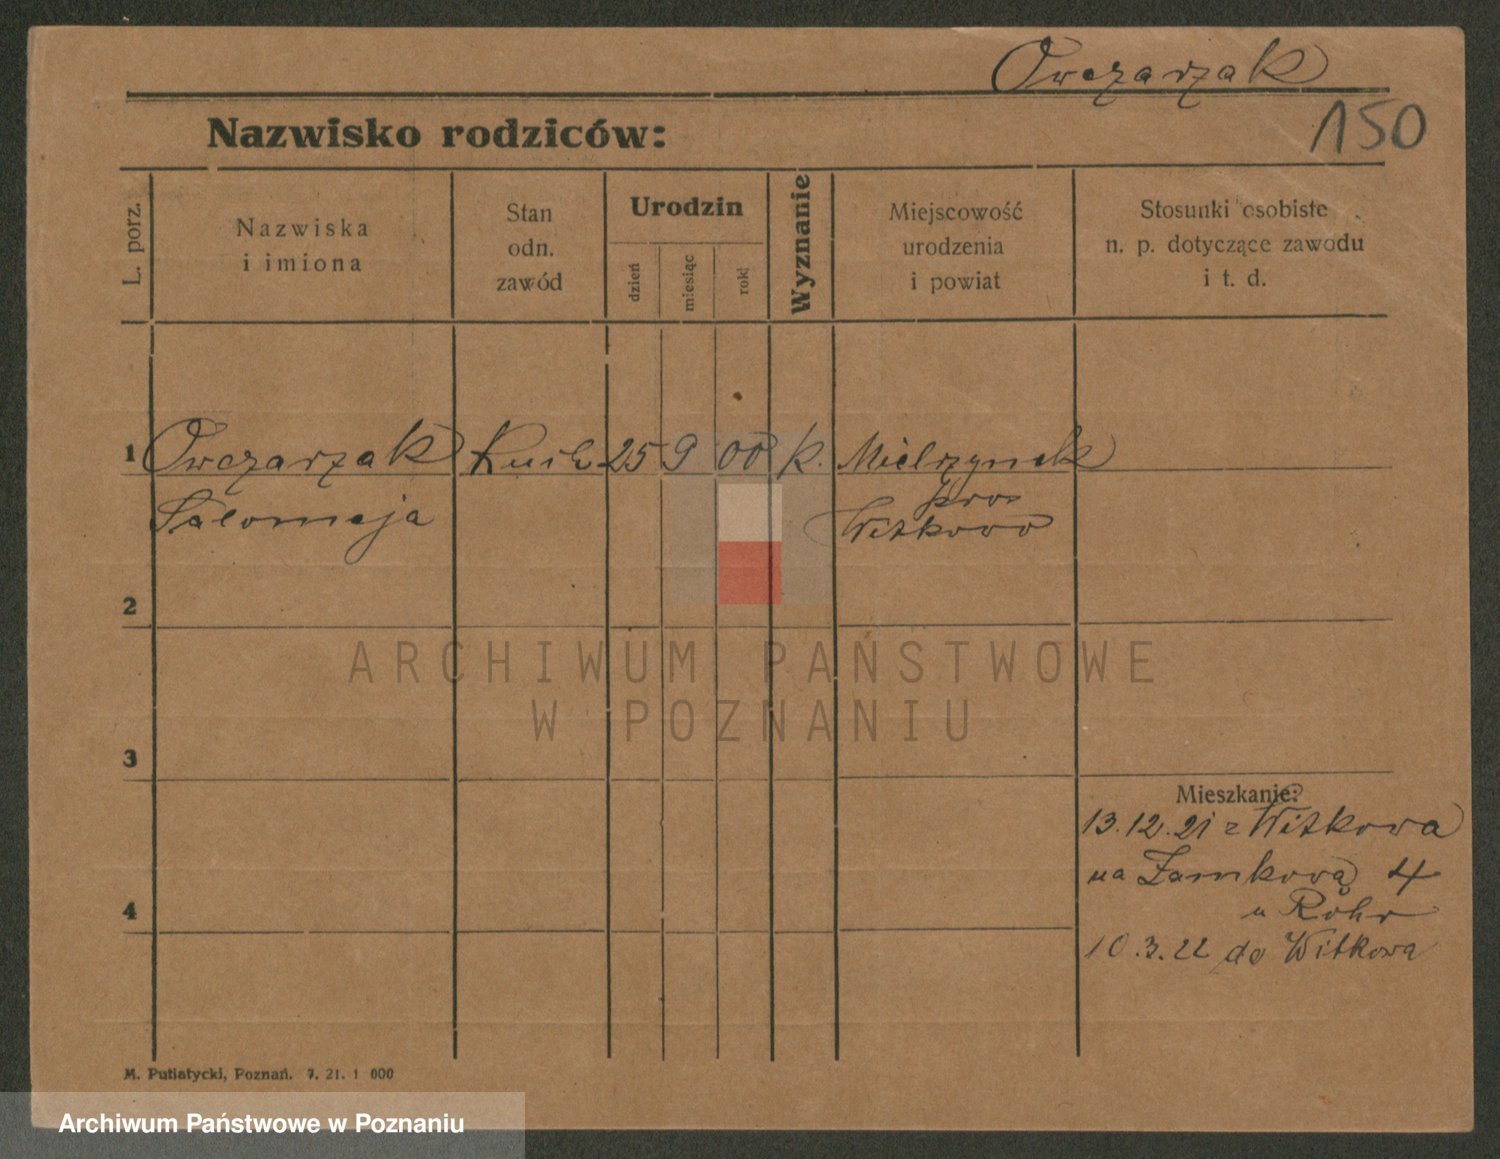 Owczarzak
150
Nazwisko rodziców:
L. porz.
Nazwiska
i imiona
Stan
odn.
zawód
Urodzin
dzień
miesiąc
rok
Wyznanie
Miejscowość
urodzenia
i powiat
Stosunki osobiste
n. p. dotyczące zawodu
i t. d.
1 Owczarzak 25 9 00 k. Mielrzynek
Salomeja
pow
Witkowo
2
ARCHIWUM PAŃSTWOWE
W POZNANIU
3
Mieszkanie:
13.12.21 z Witkowa
na Zamkową 4
u Röhr
4
10.3.22 do Witkowa
M. Putiatycki, Poznań. 7. 21. 1 000
Archiwum Państwowe w Poznaniu